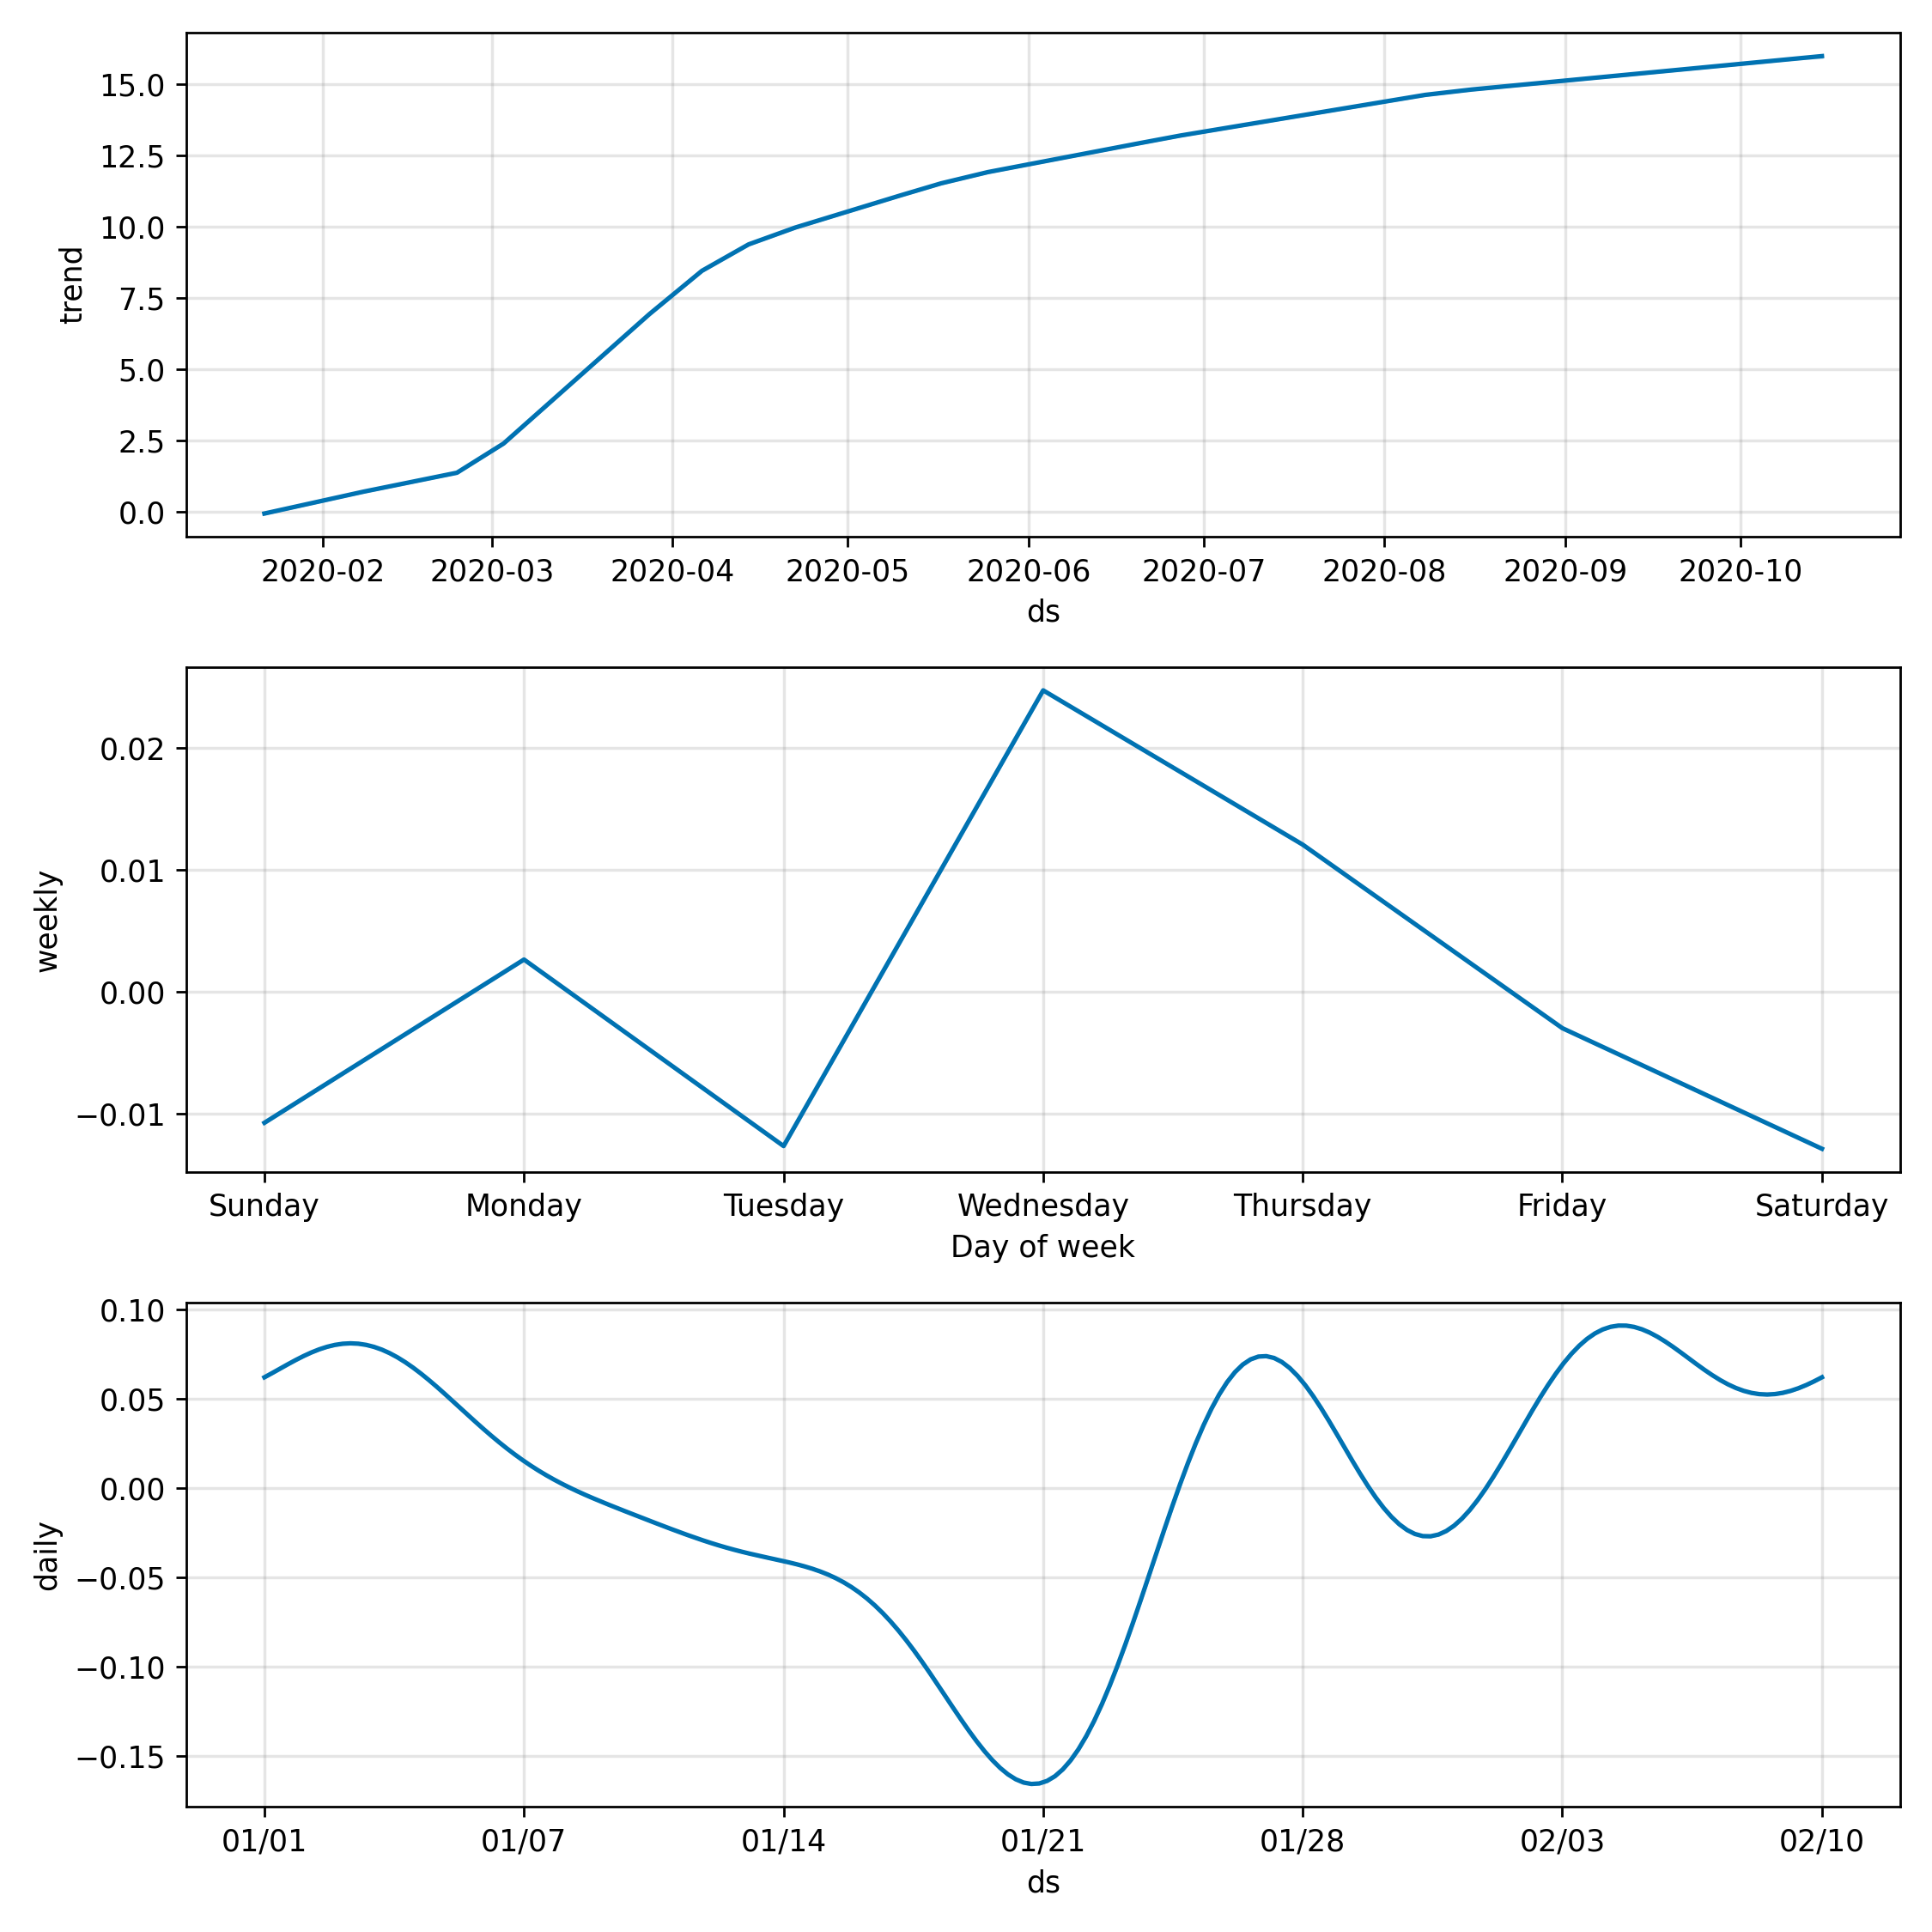 15.0
12.5
10.0
7.5
5.0
2.5
0.0
trend
2020-02 2020-03 2020-04 2020-05 2020-06 2020-07 2020-08 2020-09 2020-10
ds
0.02
0.01
0.00
−0.01
weekly
Sunday Monday Tuesday Wednesday Thursday Friday Saturday
Day of week
0.10
0.05
0.00
−0.05
−0.10
−0.15
daily
01/01 01/07 01/14 01/21 01/28 02/03 02/10
ds